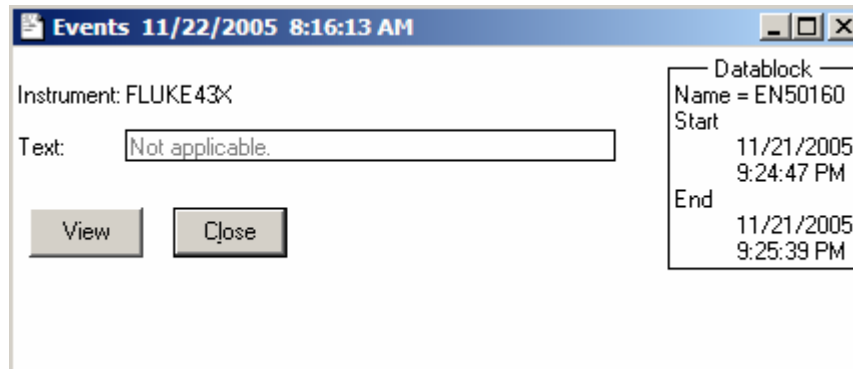 Events 11/22/2005 8:16:13 AM
Instrument: FLUKE43X
Text: Not applicable.
View Close
Datablock
Name = EN50160
Start
11/21/2005
9:24:47 PM
End
11/21/2005
9:25:39 PM